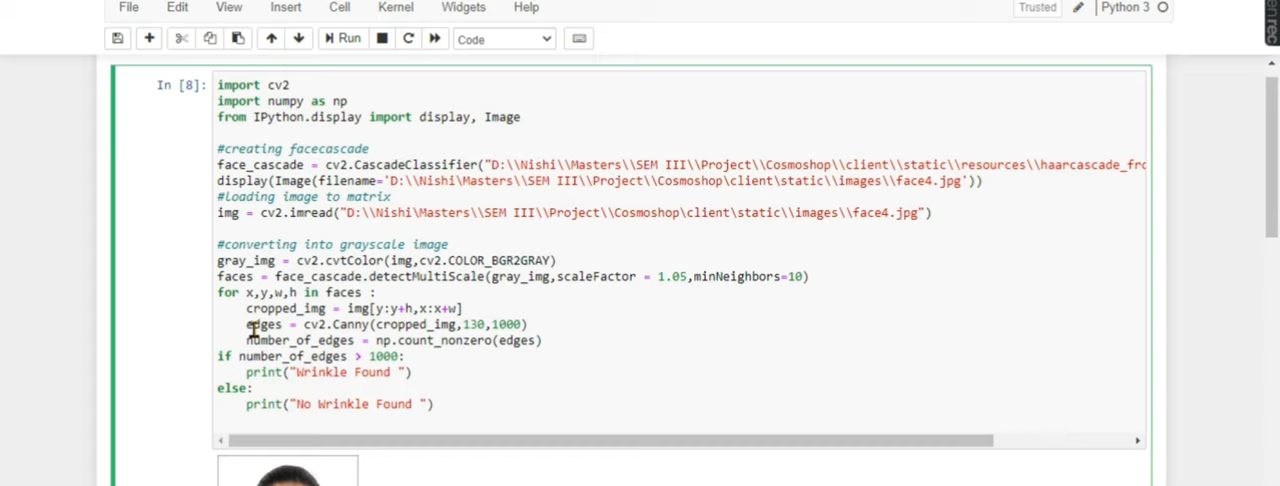 File Edit View Insert Cell Kernel Widgets Help Trusted Python 3
Run Code
In [8]: import cv2
import numpy as np
from IPython.display import display, Image
#creating facecascade
face_cascade = cv2.CascadeClassifier("D:\\Nishi\\Masters\\SEM III\\Project\\Cosmoshop\\client\\static\\resources\\haarcascade_fro
display(Image(filename='D:\\Nishi\Masters\\SEM III\\Project\\Cosmoshop\client\static\\images\\face4.jpg'))
#Loading image to matrix
img = cv2.imread("D:\\Nishi\Masters\\SEM III\\Project\\Cosmoshop\client\static\\images\\face4.jpg")
#converting into grayscale image
gray_img = cv2.cvtColor(img,cv2.COLOR_BGR2GRAY)
faces = face_cascade.detectMultiScale(gray_img,scaleFactor = 1.05,minNeighbors=10)
for x,y,w,h in faces :
cropped_img = img[y:y+h,x:x+w]
edges = cv2.Canny(cropped_img,130,1000)
number_of_edges = np.count_nonzero(edges)
if number_of_edges > 1000:
print("Wrinkle Found ")
else:
print("No Wrinkle Found ")